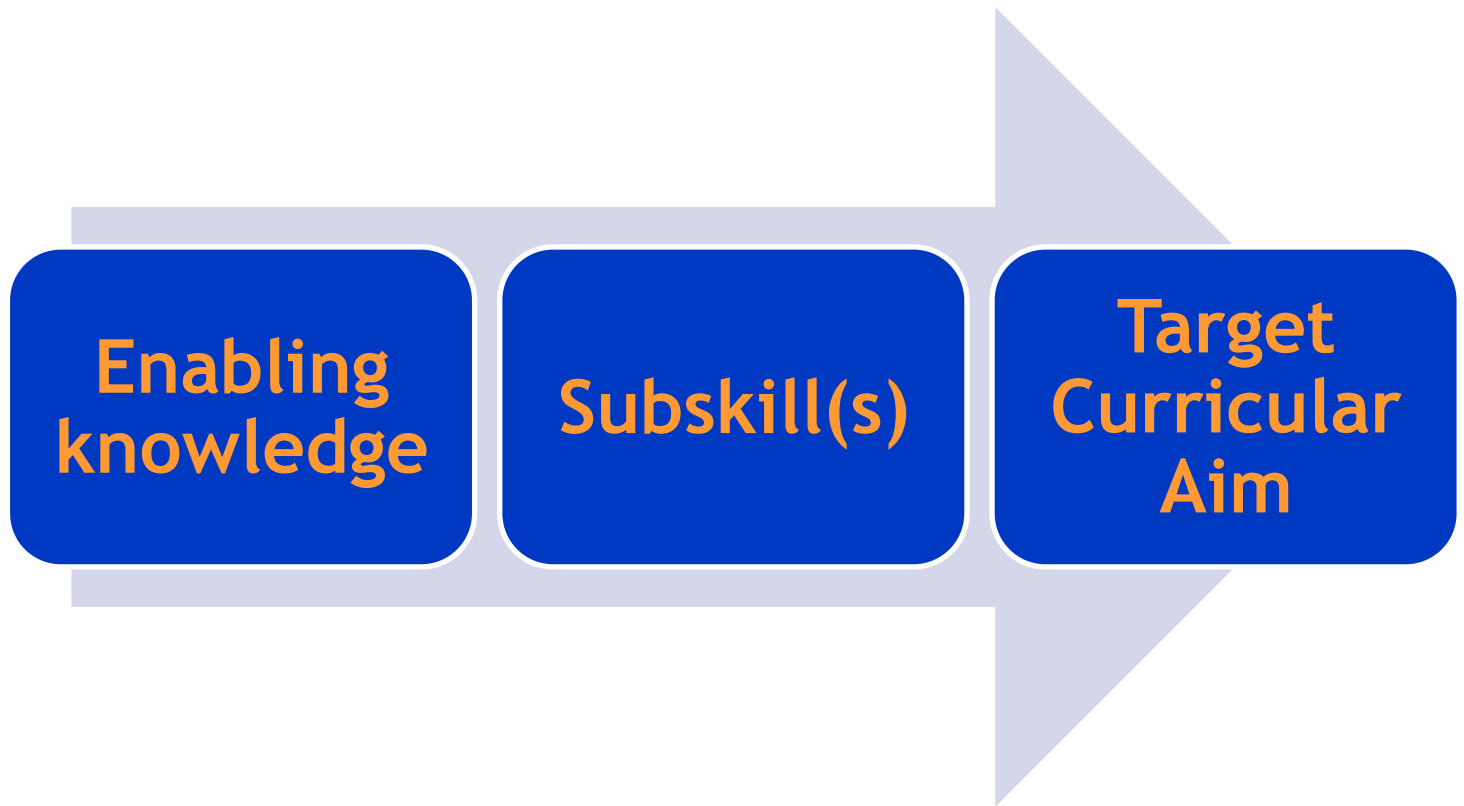 Enabling
knowledge
Subskill(s)
Target
Curricular
Aim